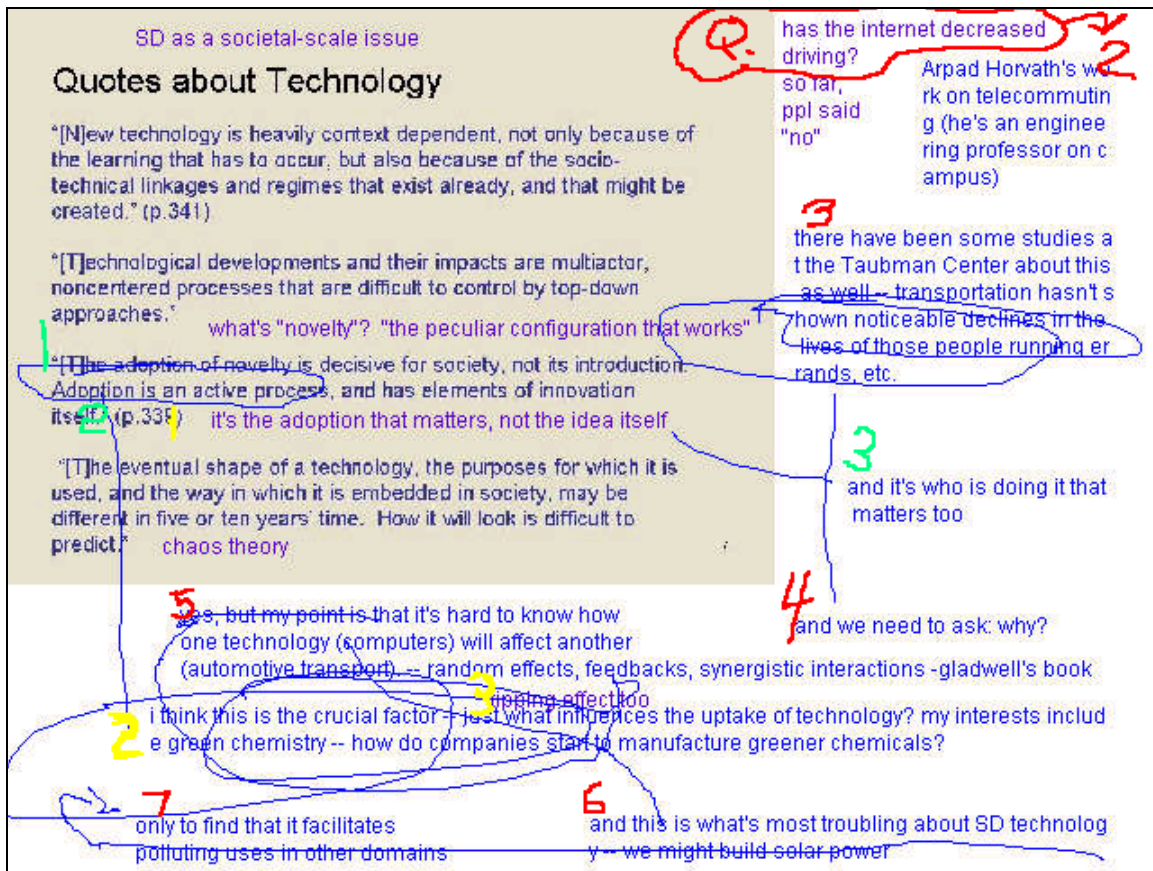 SD as a societal-scale issue
Quotes about Technology
"[N]ew technology is heavily context dependent, not only because of
the learning that has to occur, but also because of the socio-
technical linkages and regimes that exist already, and that might be
created." (p.341)
"[T]echnological developments and their impacts are multiactor,
noncentered processes that are difficult to control by top-down
approaches."
what's "novelty"? "the peculiar configuration that works"
1
"[T]he adoption of novelty is decisive for society, not its introduction.
Adoption is an active process, and has elements of innovation
itself." (p.338)
2
1
it's the adoption that matters, not the idea itself
"[T]he eventual shape of a technology, the purposes for which it is
used, and the way in which it is embedded in society, may be
different in five or ten years' time. How it will look is difficult to
predict."
chaos theory
Q.
has the internet decreased
driving?
so far,
ppl said
"no"
2
Arpad Horvath's wo
rk on telecommutin
g (he's an enginee
ring professor on c
ampus)
3
there have been some studies a
t the Taubman Center about this
as well -- transportation hasn't s
hown noticeable declines in the
lives of those people running er
rands, etc.
3
and it's who is doing it that
matters too
4
and we need to ask: why?
5
yes, but my point is that it's hard to know how
one technology (computers) will affect another
(automotive transport). -- random effects, feedbacks, synergistic interactions -gladwell's book
3
tipping effect too
2
i think this is the crucial factor -- just what influences the uptake of technology? my interests includ
e green chemistry -- how do companies start to manufacture greener chemicals?
6
and this is what's most troubling about SD technolog
y -- we might build solar power
7
only to find that it facilitates
polluting uses in other domains